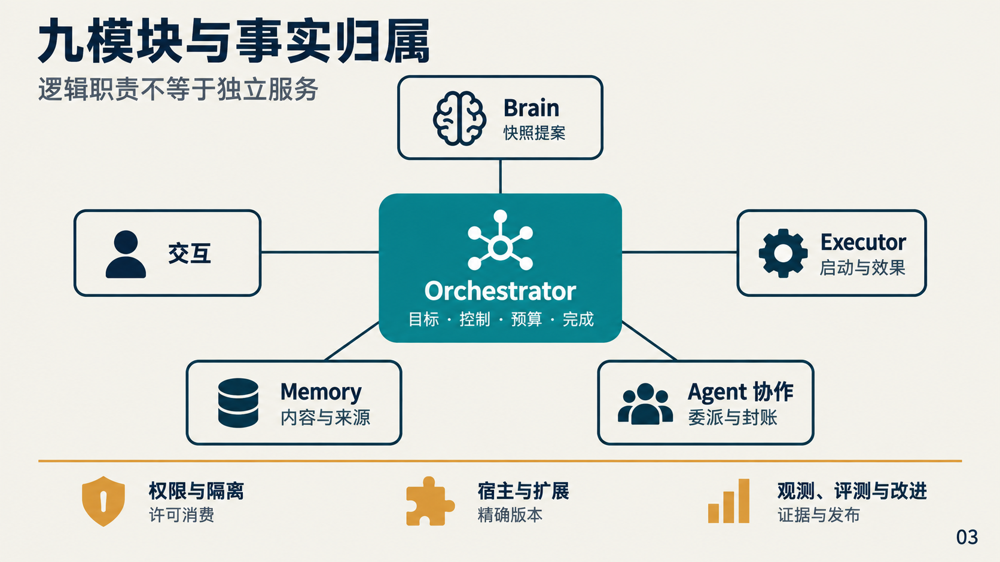 九模块与事实归属
逻辑职责不等于独立服务
Brain
快照提案
交互
Orchestrator
目标 · 控制 · 预算 · 完成
Executor
启动与效果
Memory
内容与来源
Agent 协作
委派与封账
权限与隔离
许可消费
宿主与扩展
精确版本
观测、评测与改进
证据与发布
03